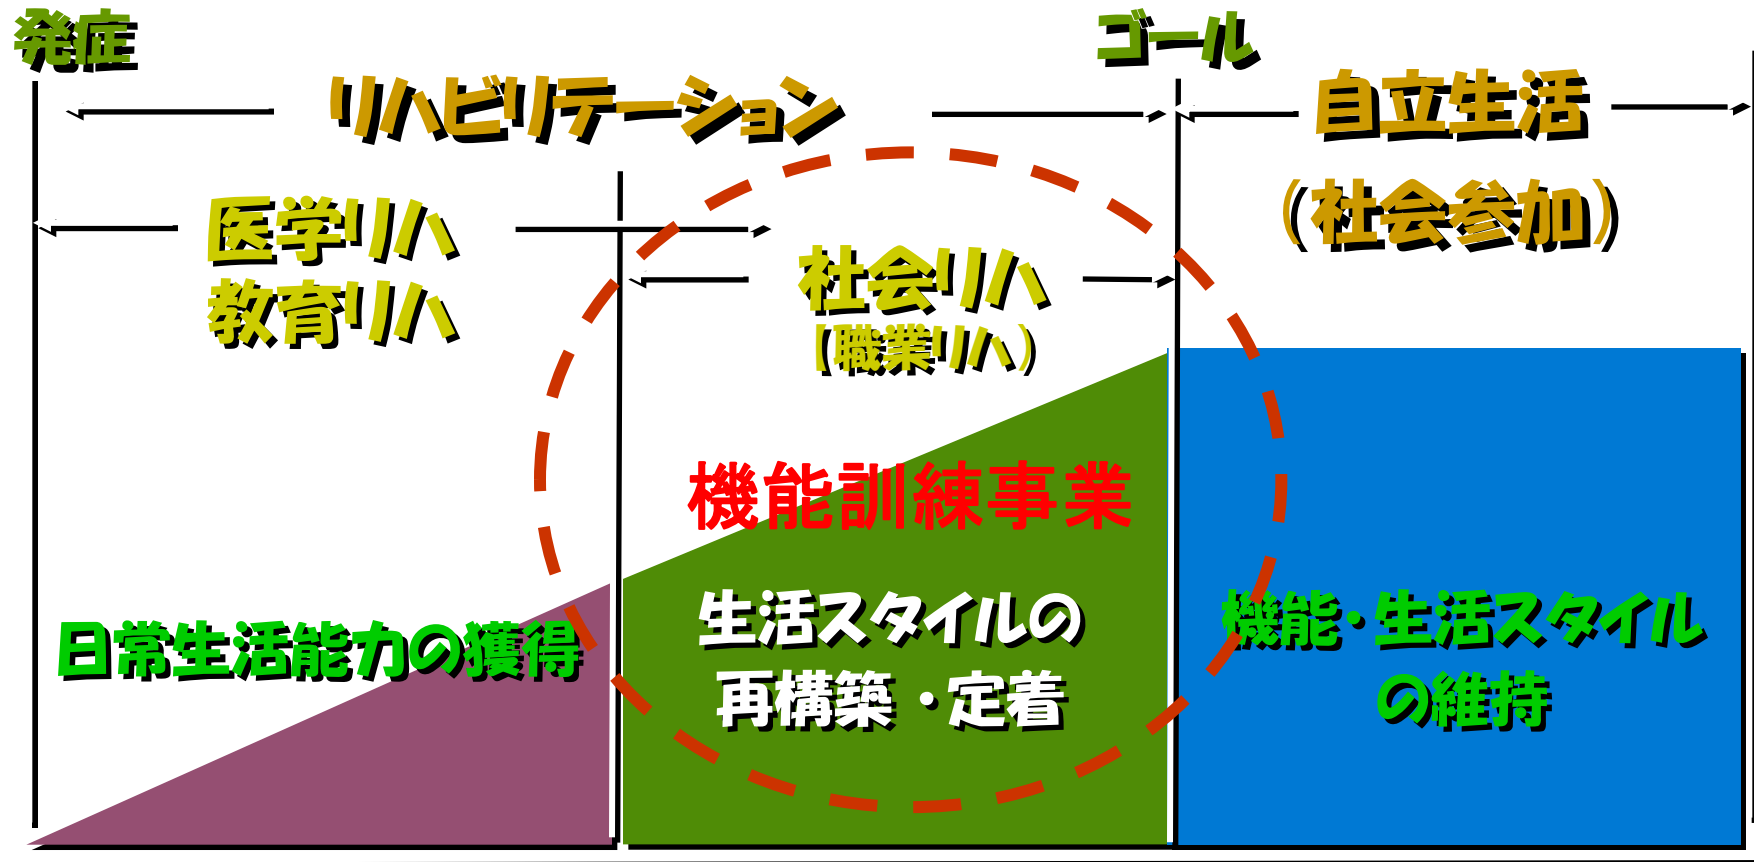 発症
ゴール
リハビリテーション
自立生活
（社会参加）
医学リハ
教育リハ
社会リハ
（職業リハ）
機能訓練事業
日常生活能力の獲得
生活スタイルの
再構築・定着
機能・生活スタイル
の維持